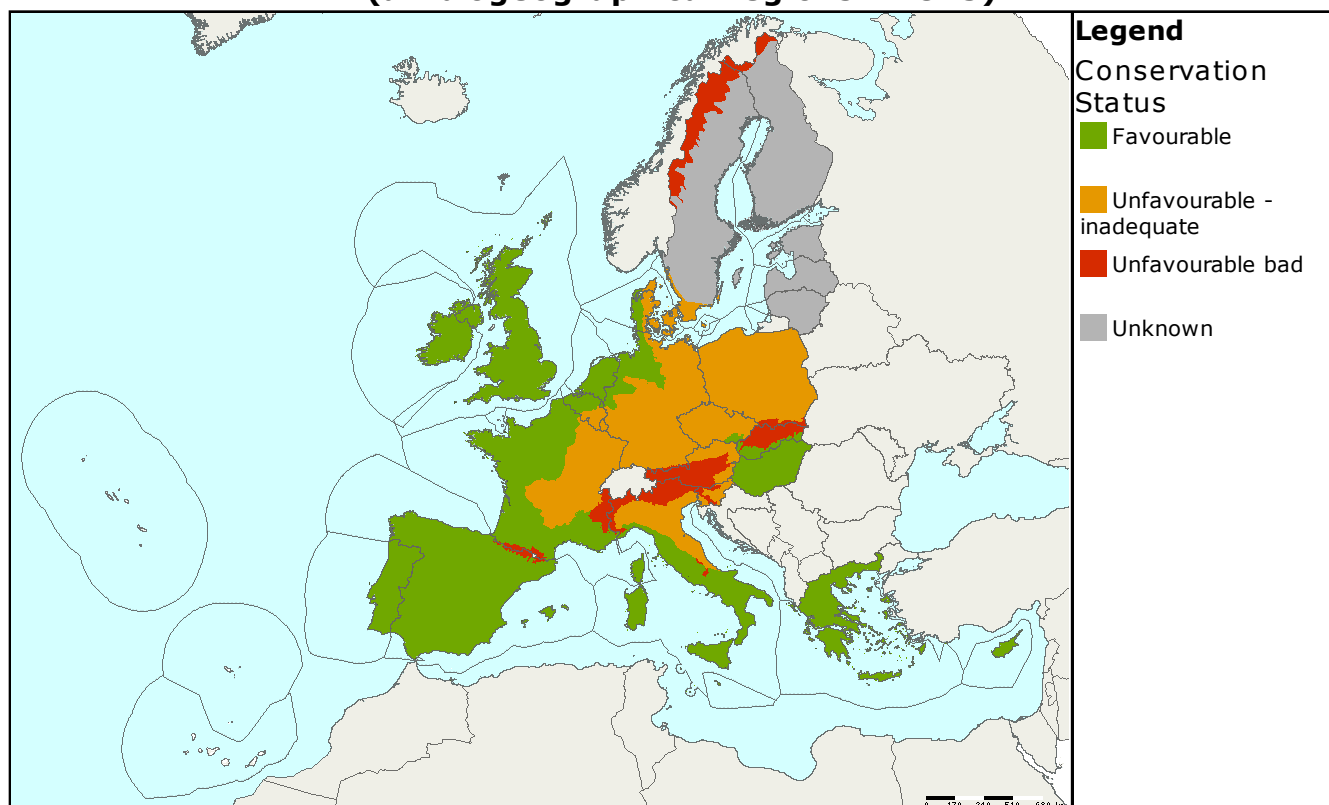 Legend
Conservation
Status
Favourable
Unfavourable -
inadequate
Unfavourable bad
Unknown